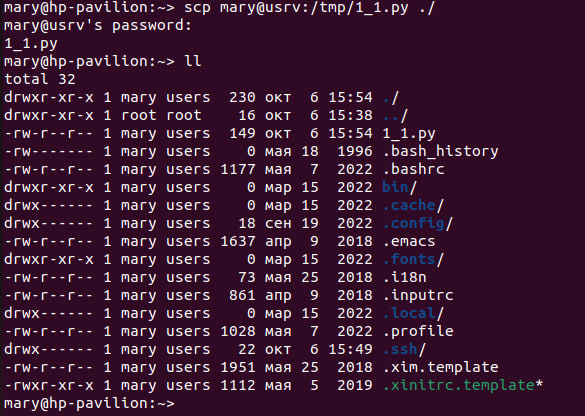 mary@hp-pavilion:~> scp mary@usrv:/tmp/1_1.py ./
mary@usrv's password:
1_1.py
mary@hp-pavilion:~> ll
total 32
drwxr-xr-x 1 mary users  230 окт  6 15:54 ./
drwxr-xr-x 1 root root    16 окт  6 15:38 ../
-rw-r--r-- 1 mary users  149 окт  6 15:54 1_1.py
-rw------- 1 mary users    0 мая 18  1996 .bash_history
-rw-r--r-- 1 mary users 1177 мая  7  2022 .bashrc
drwxr-xr-x 1 mary users    0 мар 15  2022 bin/
drwx------ 1 mary users    0 мар 15  2022 .cache/
drwx------ 1 mary users   18 сен 19  2022 .config/
-rw-r--r-- 1 mary users 1637 апр  9  2018 .emacs
drwxr-xr-x 1 mary users    0 мар 15  2022 .fonts/
-rw-r--r-- 1 mary users   73 мая 25  2018 .i18n
-rw-r--r-- 1 mary users  861 апр  9  2018 .inputrc
drwx------ 1 mary users    0 мар 15  2022 .local/
-rw-r--r-- 1 mary users 1028 мая  7  2022 .profile
drwx------ 1 mary users   22 окт  6 15:49 .ssh/
-rw-r--r-- 1 mary users 1951 мая 25  2018 .xim.template
-rwxr-xr-x 1 mary users 1112 мая  5  2019 .xinitrc.template*
mary@hp-pavilion:~>